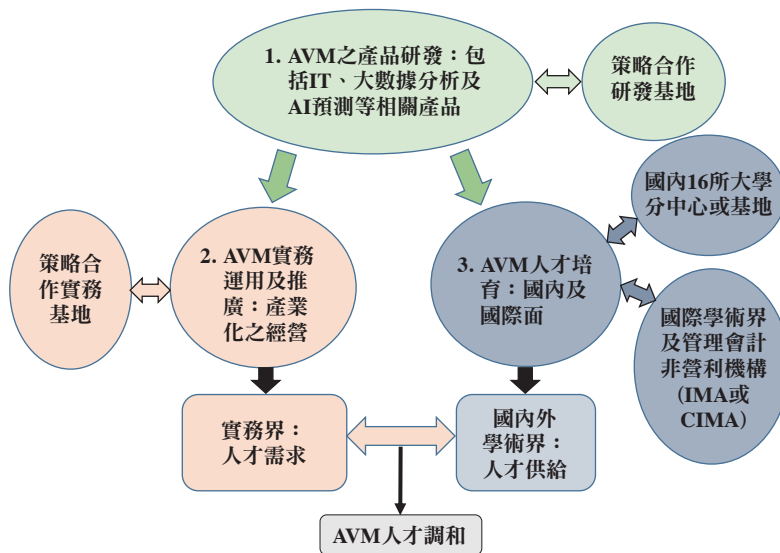 1. AVM之產品研發：包
括IT、大數據分析及
AI預測等相關產品
策略合作
研發基地
國內16所大學
分中心或基地
策略合
作實務
基地
2. AVM實務
運用及推
廣：產業
化之經營
3. AVM人才培
育：國內及
國際面
國際學術界
及管理會計
非營利機構
（IMA或
CIMA）
實務界：
人才需求
國內外
學術界：
人才供給
AVM人才調和